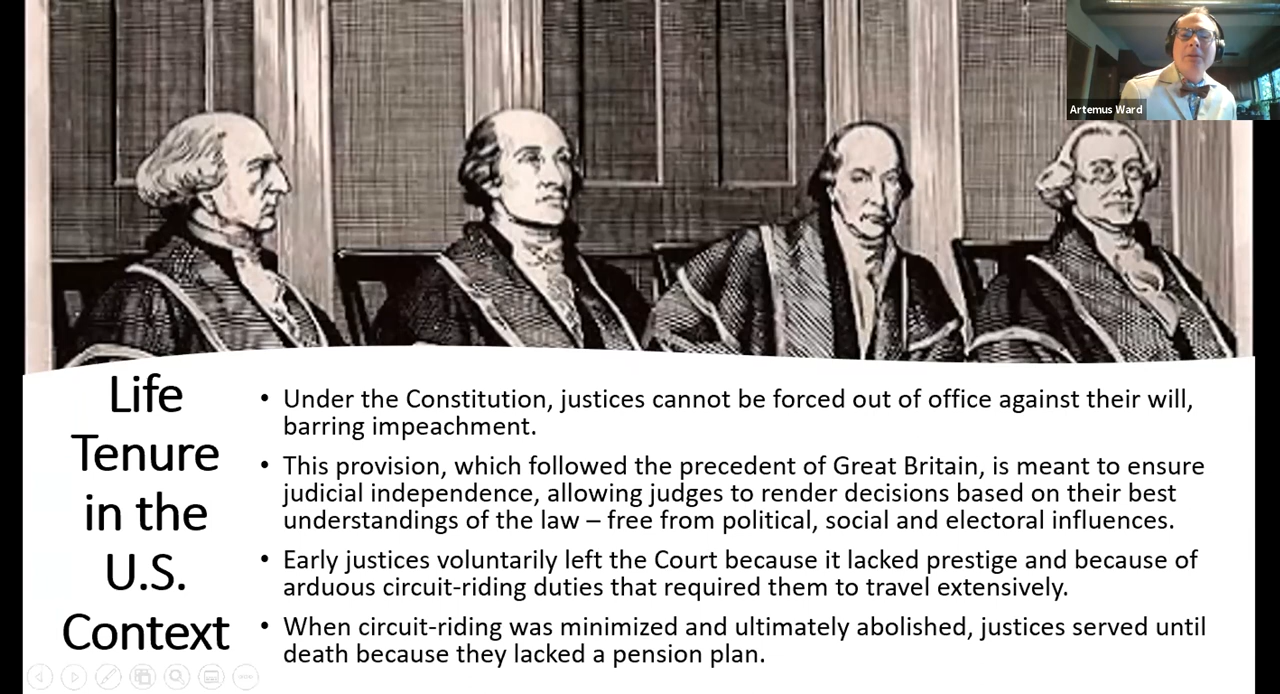 Artemus Ward
Life
Tenure
in the
U.S.
Context
• Under the Constitution, justices cannot be forced out of office against their will,
barring impeachment.
• This provision, which followed the precedent of Great Britain, is meant to ensure
judicial independence, allowing judges to render decisions based on their best
understandings of the law – free from political, social and electoral influences.
• Early justices voluntarily left the Court because it lacked prestige and because of
arduous circuit-riding duties that required them to travel extensively.
• When circuit-riding was minimized and ultimately abolished, justices served until
death because they lacked a pension plan.